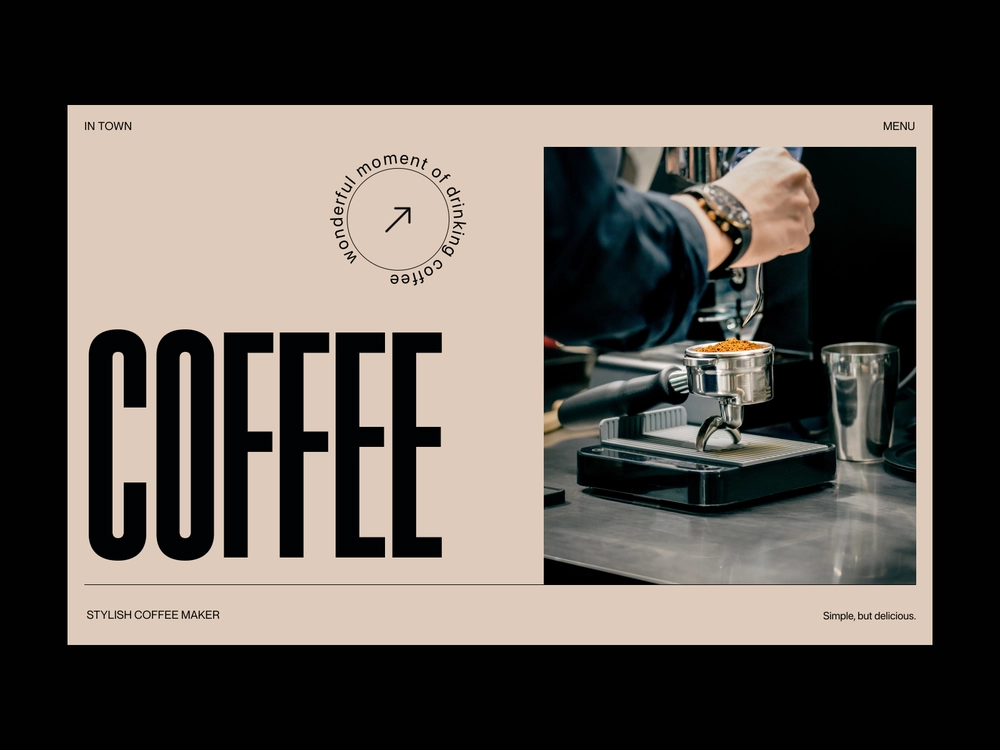 IN TOWN
MENU
wonderful moment of drinking coffee
COFFEE
STYLISH COFFEE MAKER
Simple, but delicious.